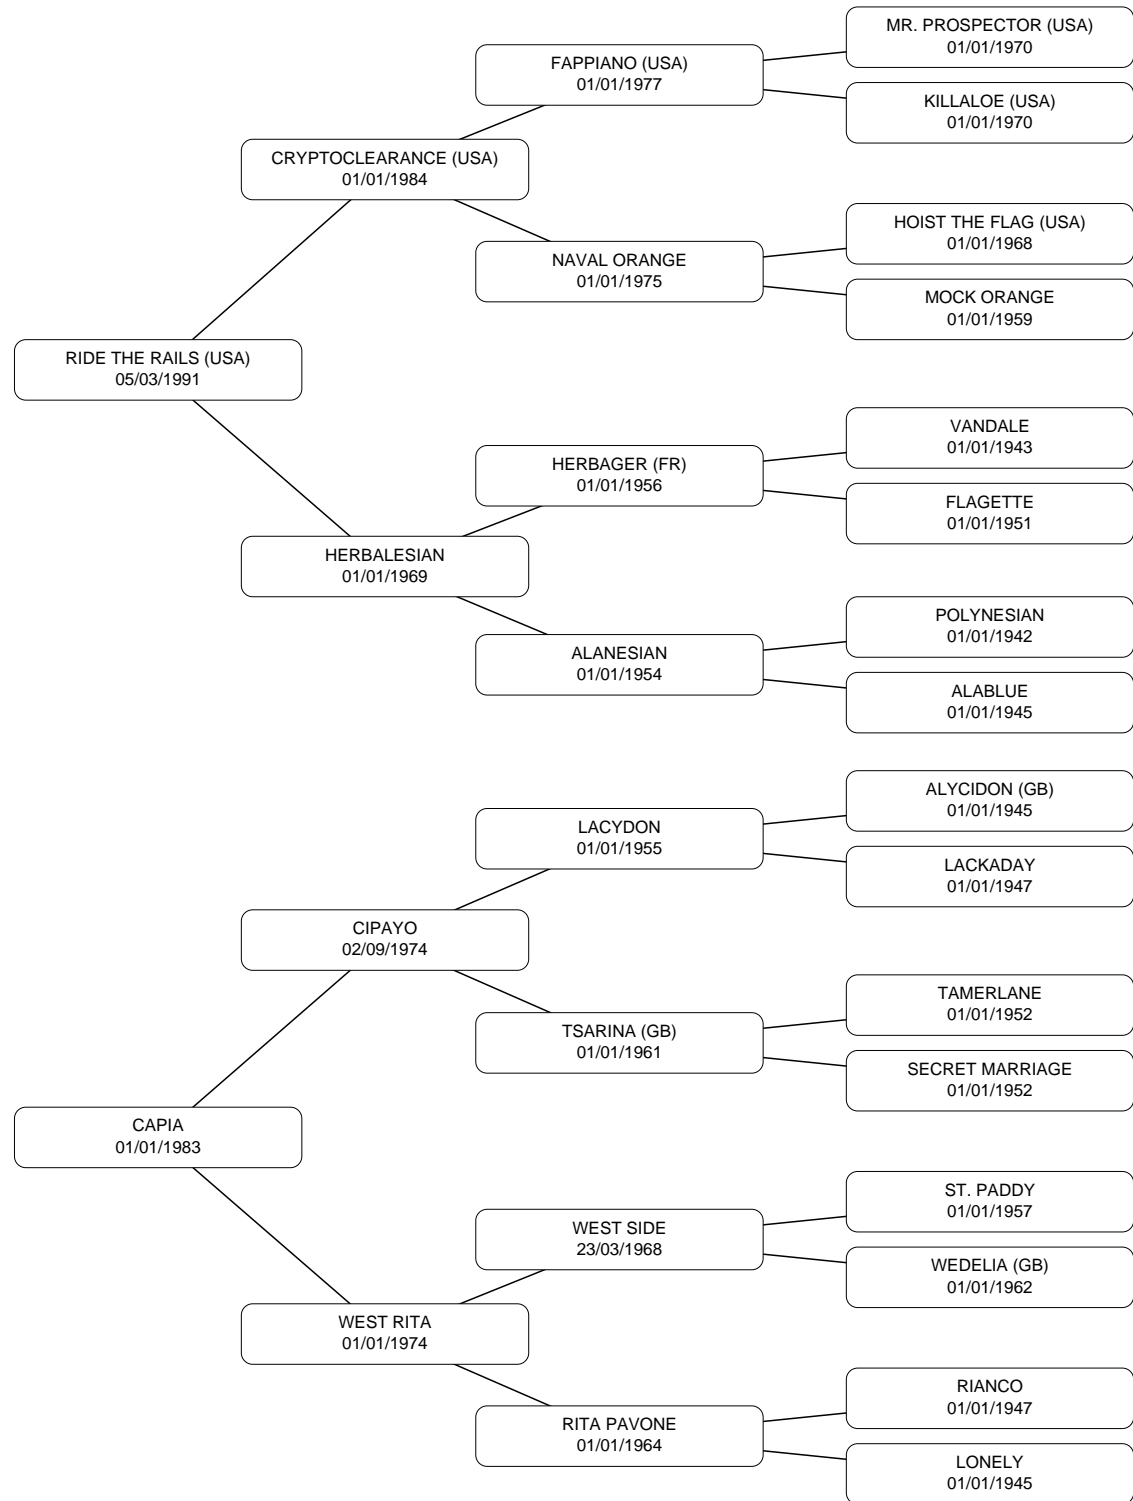 MR. PROSPECTOR (USA)
01/01/1970
FAPPIANO (USA)
01/01/1977
KILLALOE (USA)
01/01/1970
CRYPTOCLEARANCE (USA)
01/01/1984
HOIST THE FLAG (USA)
01/01/1968
NAVAL ORANGE
01/01/1975
MOCK ORANGE
01/01/1959
RIDE THE RAILS (USA)
05/03/1991
VANDALE
01/01/1943
HERBAGER (FR)
01/01/1956
FLAGETTE
01/01/1951
HERBALESIAN
01/01/1969
POLYNESIAN
01/01/1942
ALANESIAN
01/01/1954
ALABLUE
01/01/1945
ALYCIDON (GB)
01/01/1945
LACYDON
01/01/1955
LACKADAY
01/01/1947
CIPAYO
02/09/1974
TAMERLANE
01/01/1952
TSARINA (GB)
01/01/1961
SECRET MARRIAGE
01/01/1952
CAPIA
01/01/1983
ST. PADDY
01/01/1957
WEST SIDE
23/03/1968
WEDELIA (GB)
01/01/1962
WEST RITA
01/01/1974
RIANCO
01/01/1947
RITA PAVONE
01/01/1964
LONELY
01/01/1945